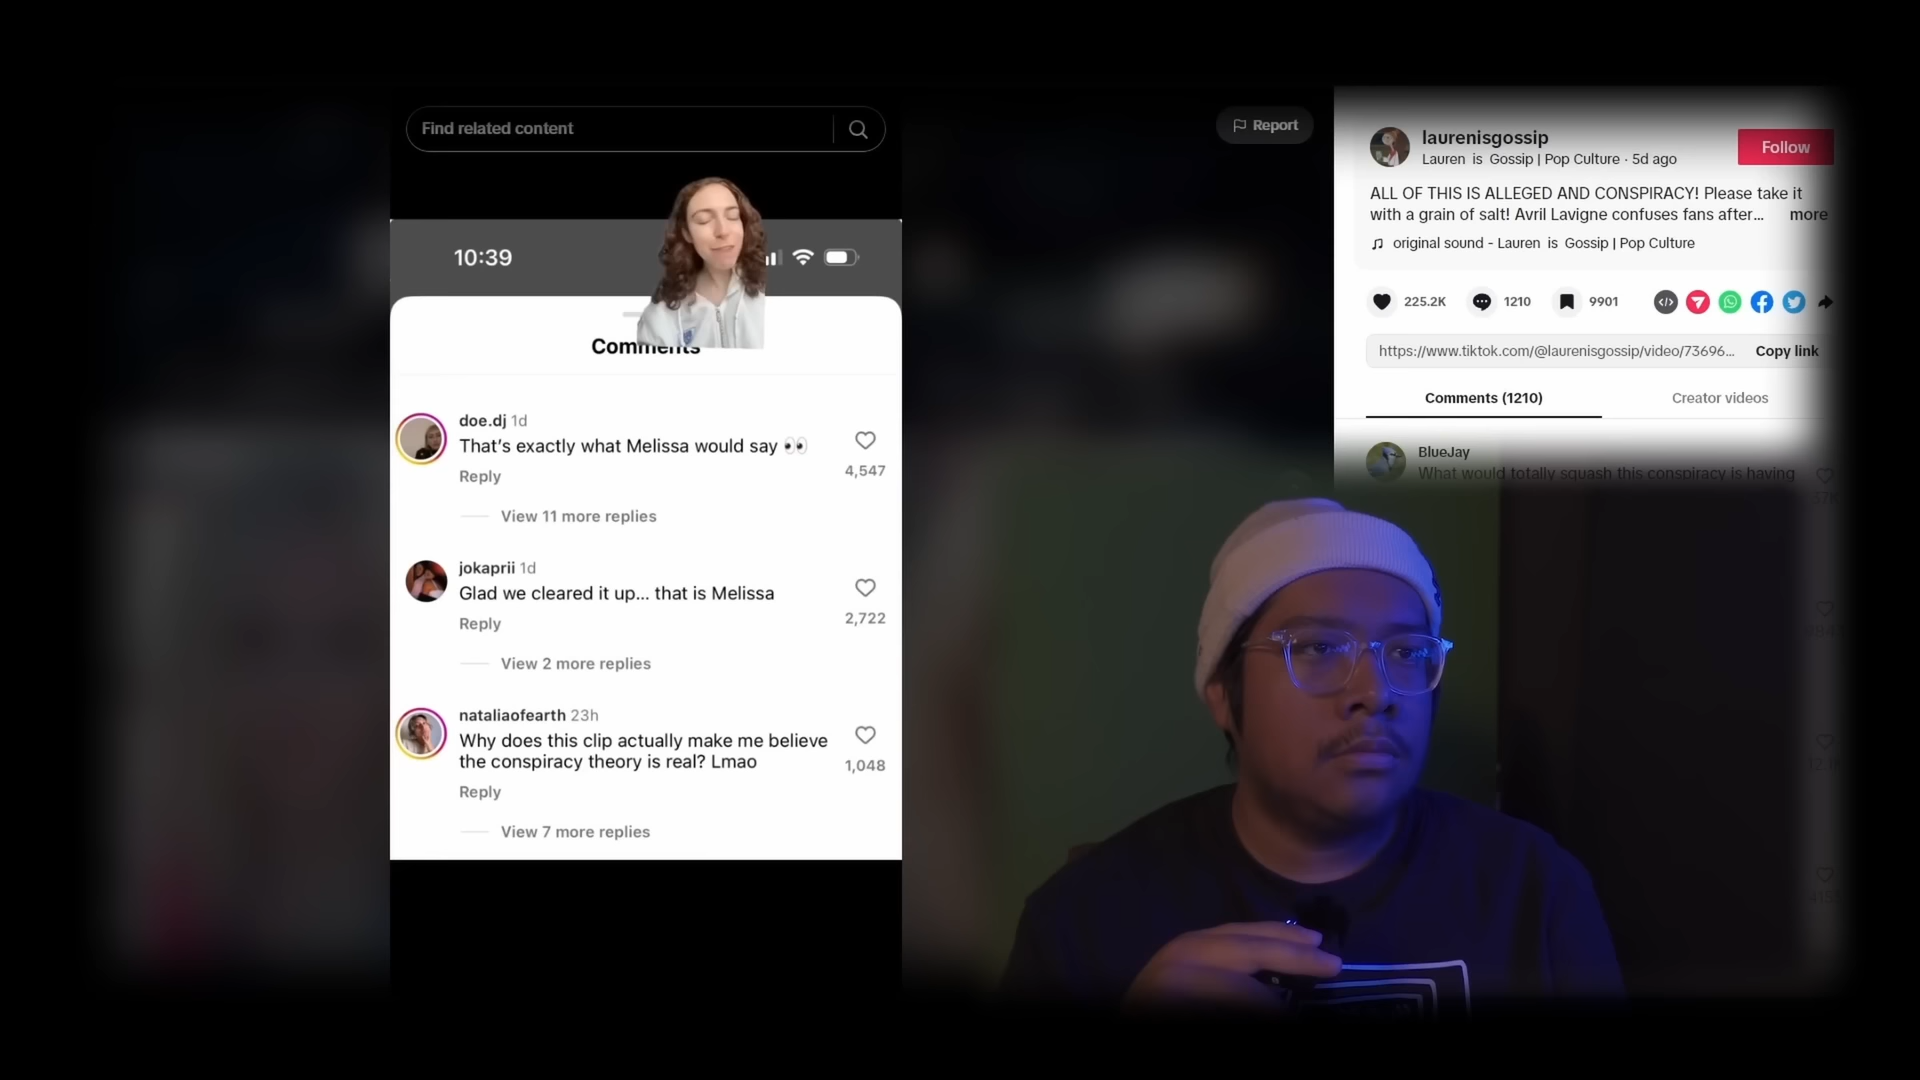 Find related content
10:39
Comments
doe.dj 1d
That's exactly what Melissa would say 👀
4,547
Reply
View 11 more replies
jokaprii 1d
Glad we cleared it up... that is Melissa
2,722
Reply
View 2 more replies
nataliaofearth 23h
Why does this clip actually make me believe
the conspiracy theory is real? Lmao
1,048
Reply
View 7 more replies
Report
laurenisgossip
Lauren is Gossip | Pop Culture · 5d ago
Follow
ALL OF THIS IS ALLEGED AND CONSPIRACY! Please take it
with a grain of salt! Avril Lavigne confuses fans after... more
original sound - Lauren is Gossip | Pop Culture
225.2K 1210 9901
https://www.tiktok.com/@laurenisgossip/video/73696... Copy link
Comments (1210) Creator videos
BlueJay
What would totally squash this conspiracy is having